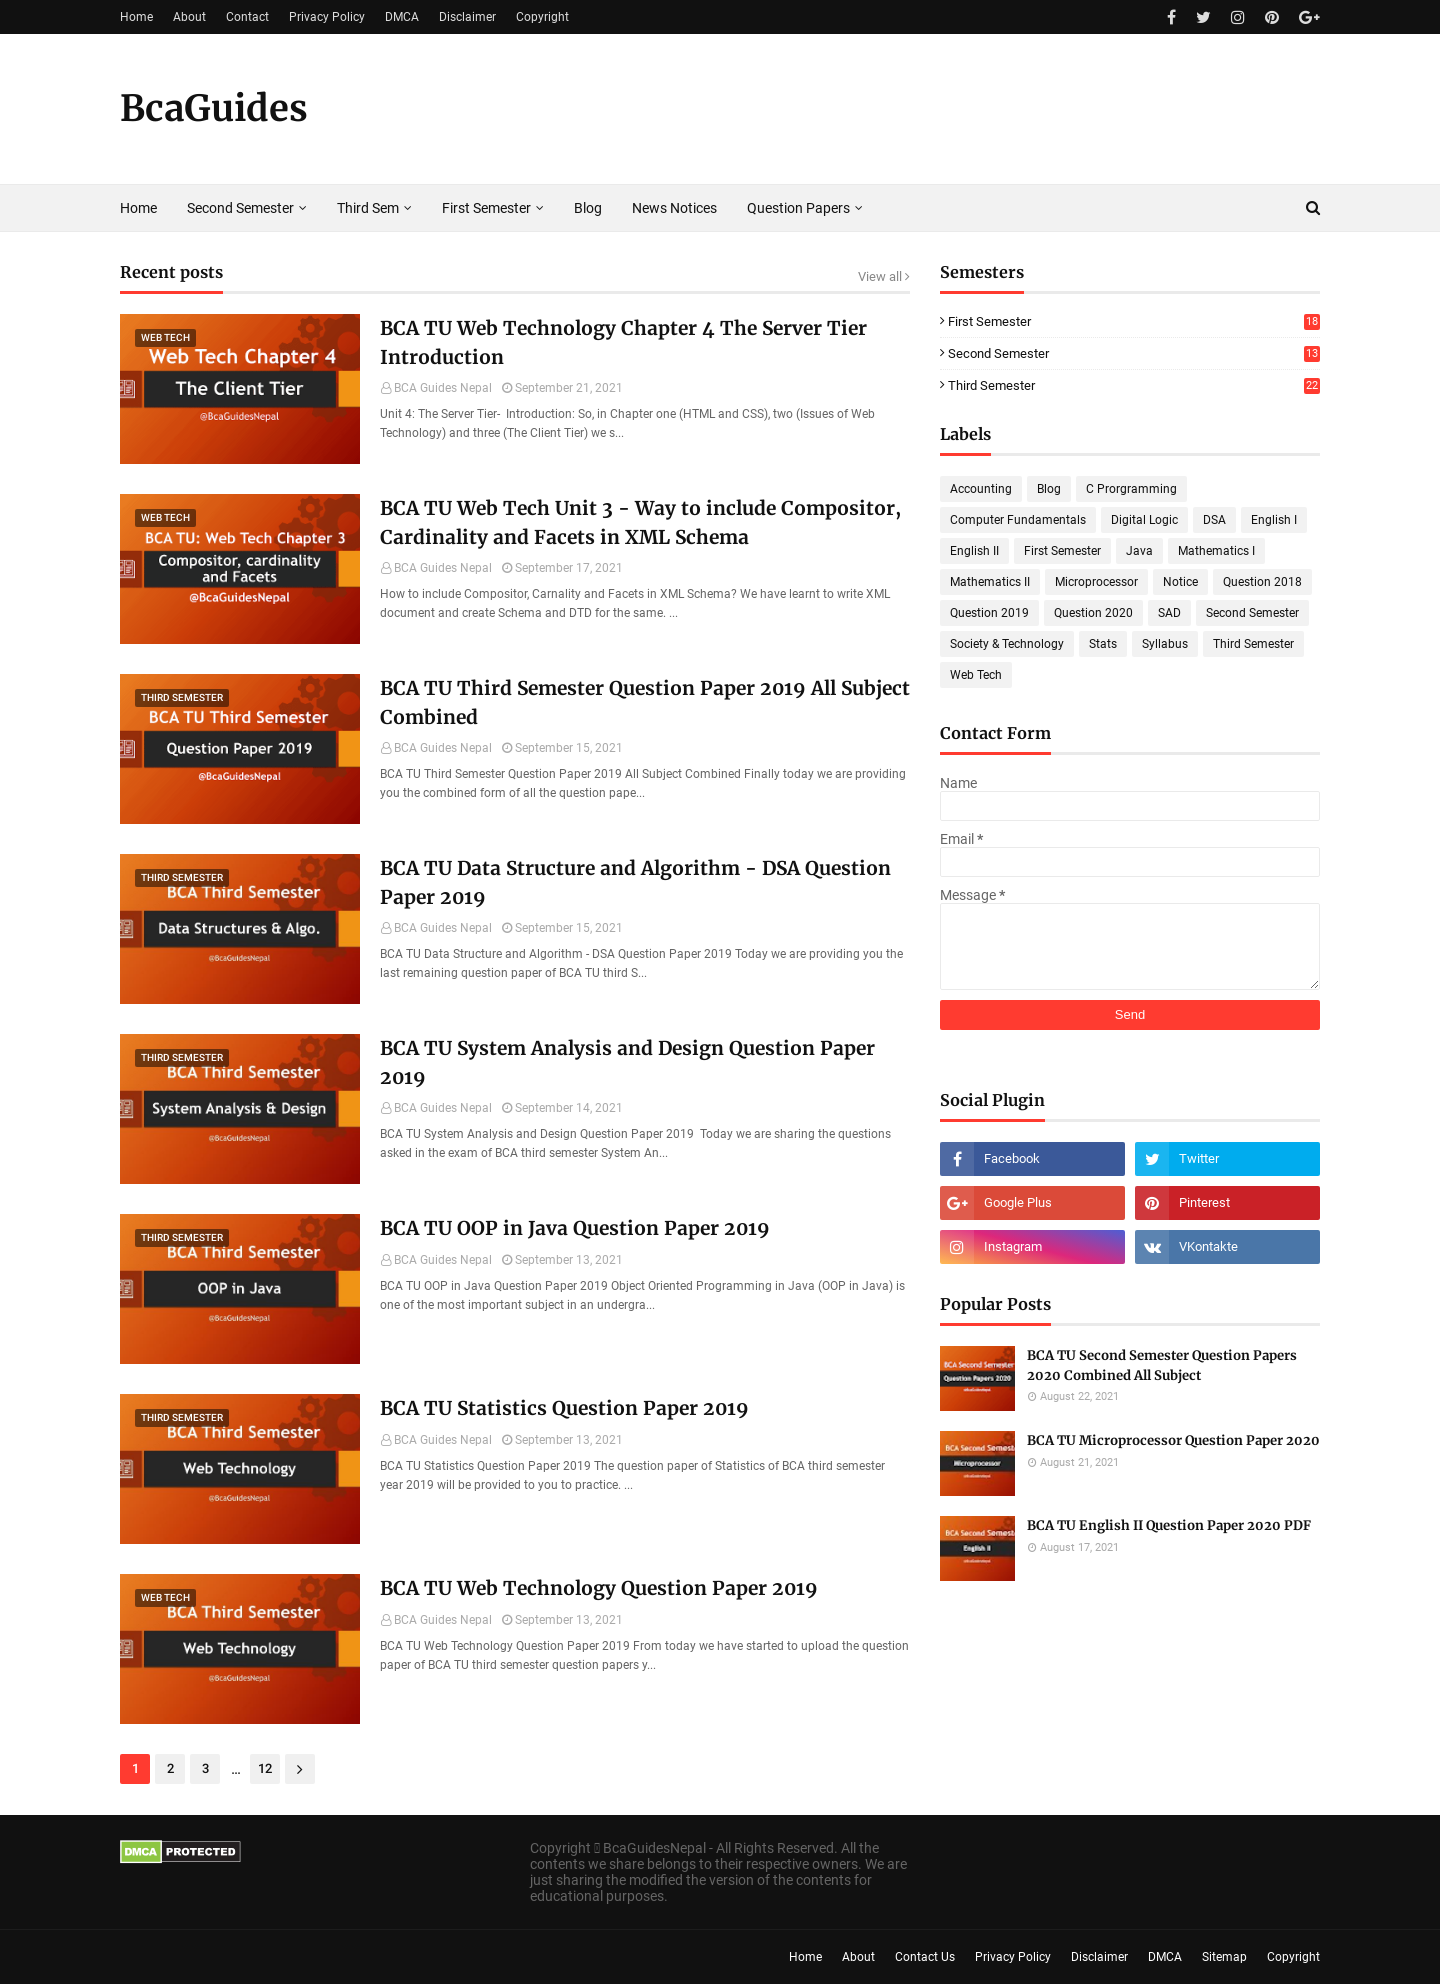 Home About Contact Privacy Policy DMCA Disclaimer Copyright
BcaGuides
Home Second Semester Third Sem First Semester Blog News Notices Question Papers
Recent posts
View all
WEB TECH
Web Tech Chapter 4
The Client Tier
@BcaGuidesNepal
BCA TU Web Technology Chapter 4 The Server Tier
Introduction
BCA Guides Nepal September 21, 2021
Unit 4: The Server Tier-  Introduction: So, in Chapter one (HTML and CSS), two (Issues of Web
Technology) and three (The Client Tier) we s...
WEB TECH
BCA TU: Web Tech Chapter 3
Compositor, cardinality
and Facets
@BcaGuidesNepal
BCA TU Web Tech Unit 3 - Way to include Compositor,
Cardinality and Facets in XML Schema
BCA Guides Nepal September 17, 2021
How to include Compositor, Carnality and Facets in XML Schema? We have learnt to write XML
document and create Schema and DTD for the same. ...
THIRD SEMESTER
BCA TU Third Semester
Question Paper 2019
@BcaGuidesNepal
BCA TU Third Semester Question Paper 2019 All Subject
Combined
BCA Guides Nepal September 15, 2021
BCA TU Third Semester Question Paper 2019 All Subject Combined Finally today we are providing
you the combined form of all the question pape...
THIRD SEMESTER
BCA Third Semester
Data Structures & Algo.
@BcaGuidesNepal
BCA TU Data Structure and Algorithm - DSA Question
Paper 2019
BCA Guides Nepal September 15, 2021
BCA TU Data Structure and Algorithm - DSA Question Paper 2019 Today we are providing you the
last remaining question paper of BCA TU third S...
THIRD SEMESTER
BCA Third Semester
System Analysis & Design
@BcaGuidesNepal
BCA TU System Analysis and Design Question Paper
2019
BCA Guides Nepal September 14, 2021
BCA TU System Analysis and Design Question Paper 2019  Today we are sharing the questions
asked in the exam of BCA third semester System An...
THIRD SEMESTER
BCA Third Semester
OOP in Java
@BcaGuidesNepal
BCA TU OOP in Java Question Paper 2019
BCA Guides Nepal September 13, 2021
BCA TU OOP in Java Question Paper 2019 Object Oriented Programming in Java (OOP in Java) is
one of the most important subject in an undergra...
THIRD SEMESTER
BCA Third Semester
Web Technology
@BcaGuidesNepal
BCA TU Statistics Question Paper 2019
BCA Guides Nepal September 13, 2021
BCA TU Statistics Question Paper 2019 The question paper of Statistics of BCA third semester
year 2019 will be provided to you to practice. ...
WEB TECH
BCA Third Semester
Web Technology
@BcaGuidesNepal
BCA TU Web Technology Question Paper 2019
BCA Guides Nepal September 13, 2021
BCA TU Web Technology Question Paper 2019 From today we have started to upload the question
paper of BCA TU third semester question papers y...
1 2 3 ... 12
Semesters
First Semester 18
Second Semester 13
Third Semester 22
Labels
Accounting Blog C Prorgramming
Computer Fundamentals Digital Logic DSA English I
English II First Semester Java Mathematics I
Mathematics II Microprocessor Notice Question 2018
Question 2019 Question 2020 SAD Second Semester
Society & Technology Stats Syllabus Third Semester
Web Tech
Contact Form
Name
Email *
Message *
Send
Social Plugin
Facebook Twitter
Google Plus Pinterest
Instagram VKontakte
Popular Posts
BCA Second Semester
Question Papers 2020
BCA TU Second Semester Question Papers
2020 Combined All Subject
August 22, 2021
BCA Second Semest
Microprocessor
BCA TU Microprocessor Question Paper 2020
August 21, 2021
BCA Second Semest
English II
BCA TU English II Question Paper 2020 PDF
August 17, 2021
DMCA PROTECTED
Copyright BcaGuidesNepal - All Rights Reserved. All the
contents we share belongs to their respective owners. We are
just sharing the modified the version of the contents for
educational purposes.
Home About Contact Us Privacy Policy Disclaimer DMCA Sitemap Copyright